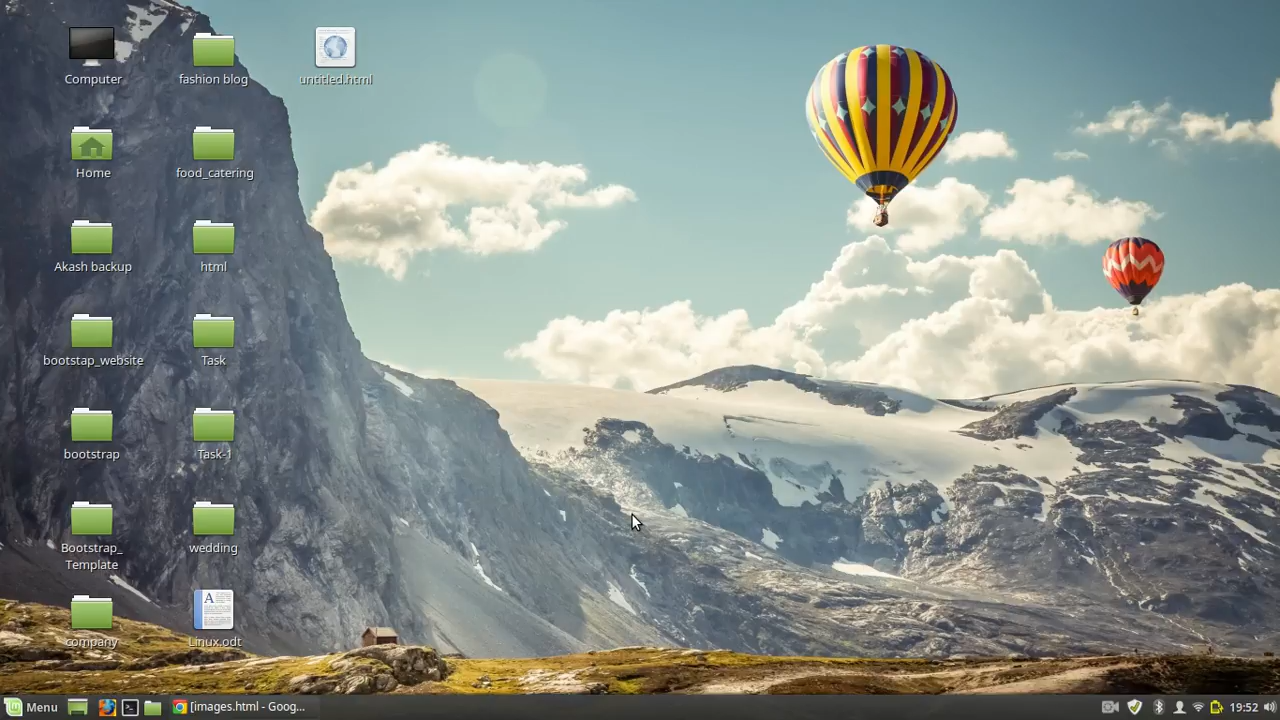 Computer
fashion blog
untitled.html
Home
food_catering
Akash backup
html
bootstap_website
Task
bootstrap
Task-1
Bootstrap_
Template
wedding
company
Linux.odt
Menu
[images.html - Goog...
19:52